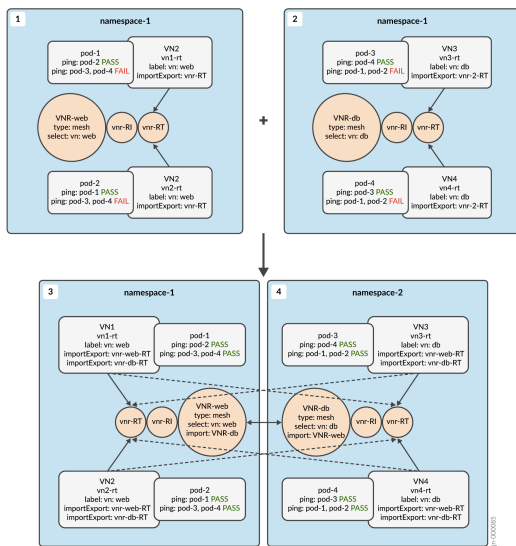 1
namespace-1
pod-1
ping: pod-2 PASS
ping: pod-3, pod-4 FAIL
VN2
vn1-rt
label: vn: web
importExport: vnr-RT
VNR-web
type: mesh
select: vn: web
vnr-RI
vnr-RT
pod-2
ping: pod-1 PASS
ping: pod-3, pod-4 FAIL
VN2
vn2-rt
label: vn: web
importExport: vnr-RT
+
2
namespace-1
pod-3
ping: pod-4 PASS
ping: pod-1, pod-2 FAIL
VN3
vn3-rt
label: vn: db
importExport: vnr-2-RT
VNR-db
type: mesh
select: vn: db
vnr-RI
vnr-RT
pod-4
ping: pod-3 PASS
ping: pod-1, pod-2 FAIL
VN4
vn4-rt
label: vn: db
importExport: vnr-2-RT
3
namespace-1
VN1
vn1-rt
label: vn: web
importExport: vnr-web-RT
importExport: vnr-db-RT
pod-1
ping: pod-2 PASS
ping: pod-3, pod-4 PASS
vnr-RT
vnr-RI
VNR-web
type: mesh
select: vn: web
import: VNR-db
VN2
vn2-rt
label: vn: web
importExport: vnr-web-RT
importExport: vnr-db-RT
pod-2
ping: pod-1 PASS
ping: pod-3, pod-4 PASS
4
namespace-2
pod-3
ping: pod-4 PASS
ping: pod-1, pod-2 PASS
VN3
vn3-rt
label: vn: db
importExport: vnr-web-RT
importExport: vnr-db-RT
VNR-db
type: mesh
select: vn: db
import: VNR-web
vnr-RI
vnr-RT
pod-4
ping: pod-3 PASS
ping: pod-1, pod-2 PASS
VN4
vn4-rt
label: vn: db
importExport: vnr-web-RT
importExport: vnr-db-RT
jn-000085